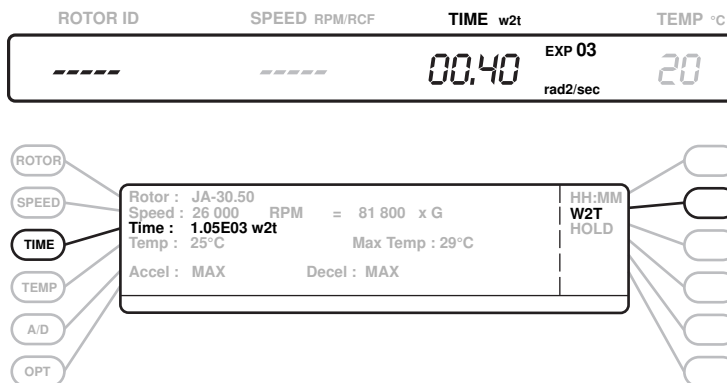 ROTOR ID SPEED RPM/RCF TIME w2t TEMP °C
----- ----- 00.40 EXP 03 20
rad2/sec
ROTOR
SPEED
TIME
TEMP
A/D
OPT
Rotor : JA-30.50
Speed : 26 000 RPM = 81 800 x G
Time : 1.05E03 w2t
Temp : 25°C Max Temp : 29°C
Accel : MAX Decel : MAX
HH:MM
W2T
HOLD